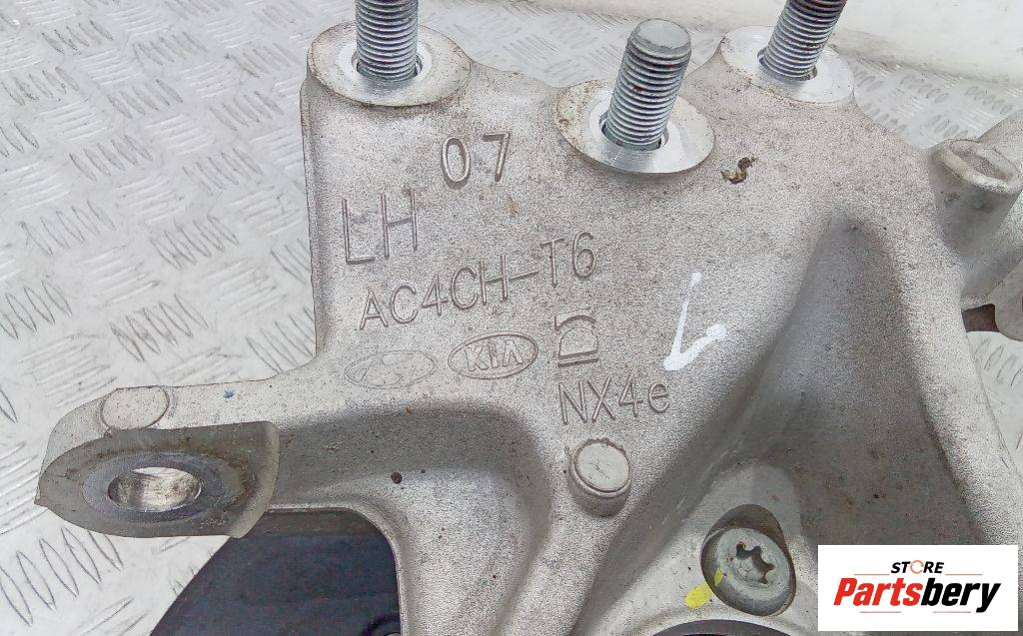 07
LH
AC4CH-T6
KIA
NX4e
L
STORE
Partsbery